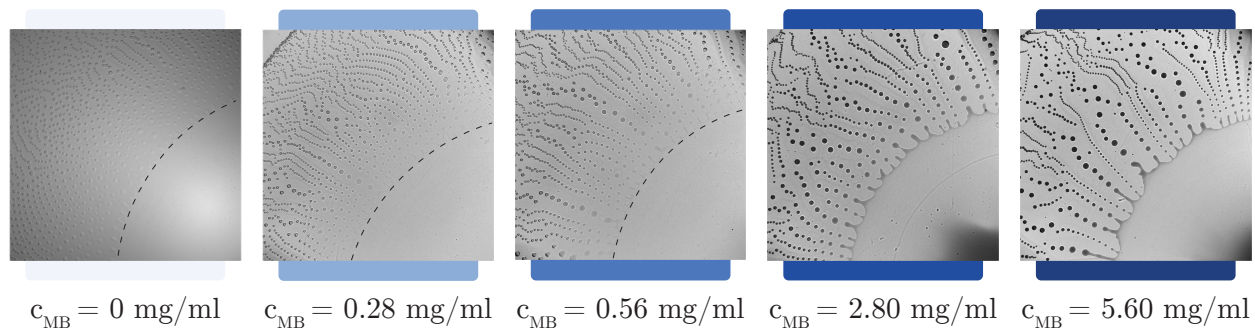 c_MB = 0 mg/ml
c_MB = 0.28 mg/ml
c_MB = 0.56 mg/ml
c_MB = 2.80 mg/ml
c_MB = 5.60 mg/ml